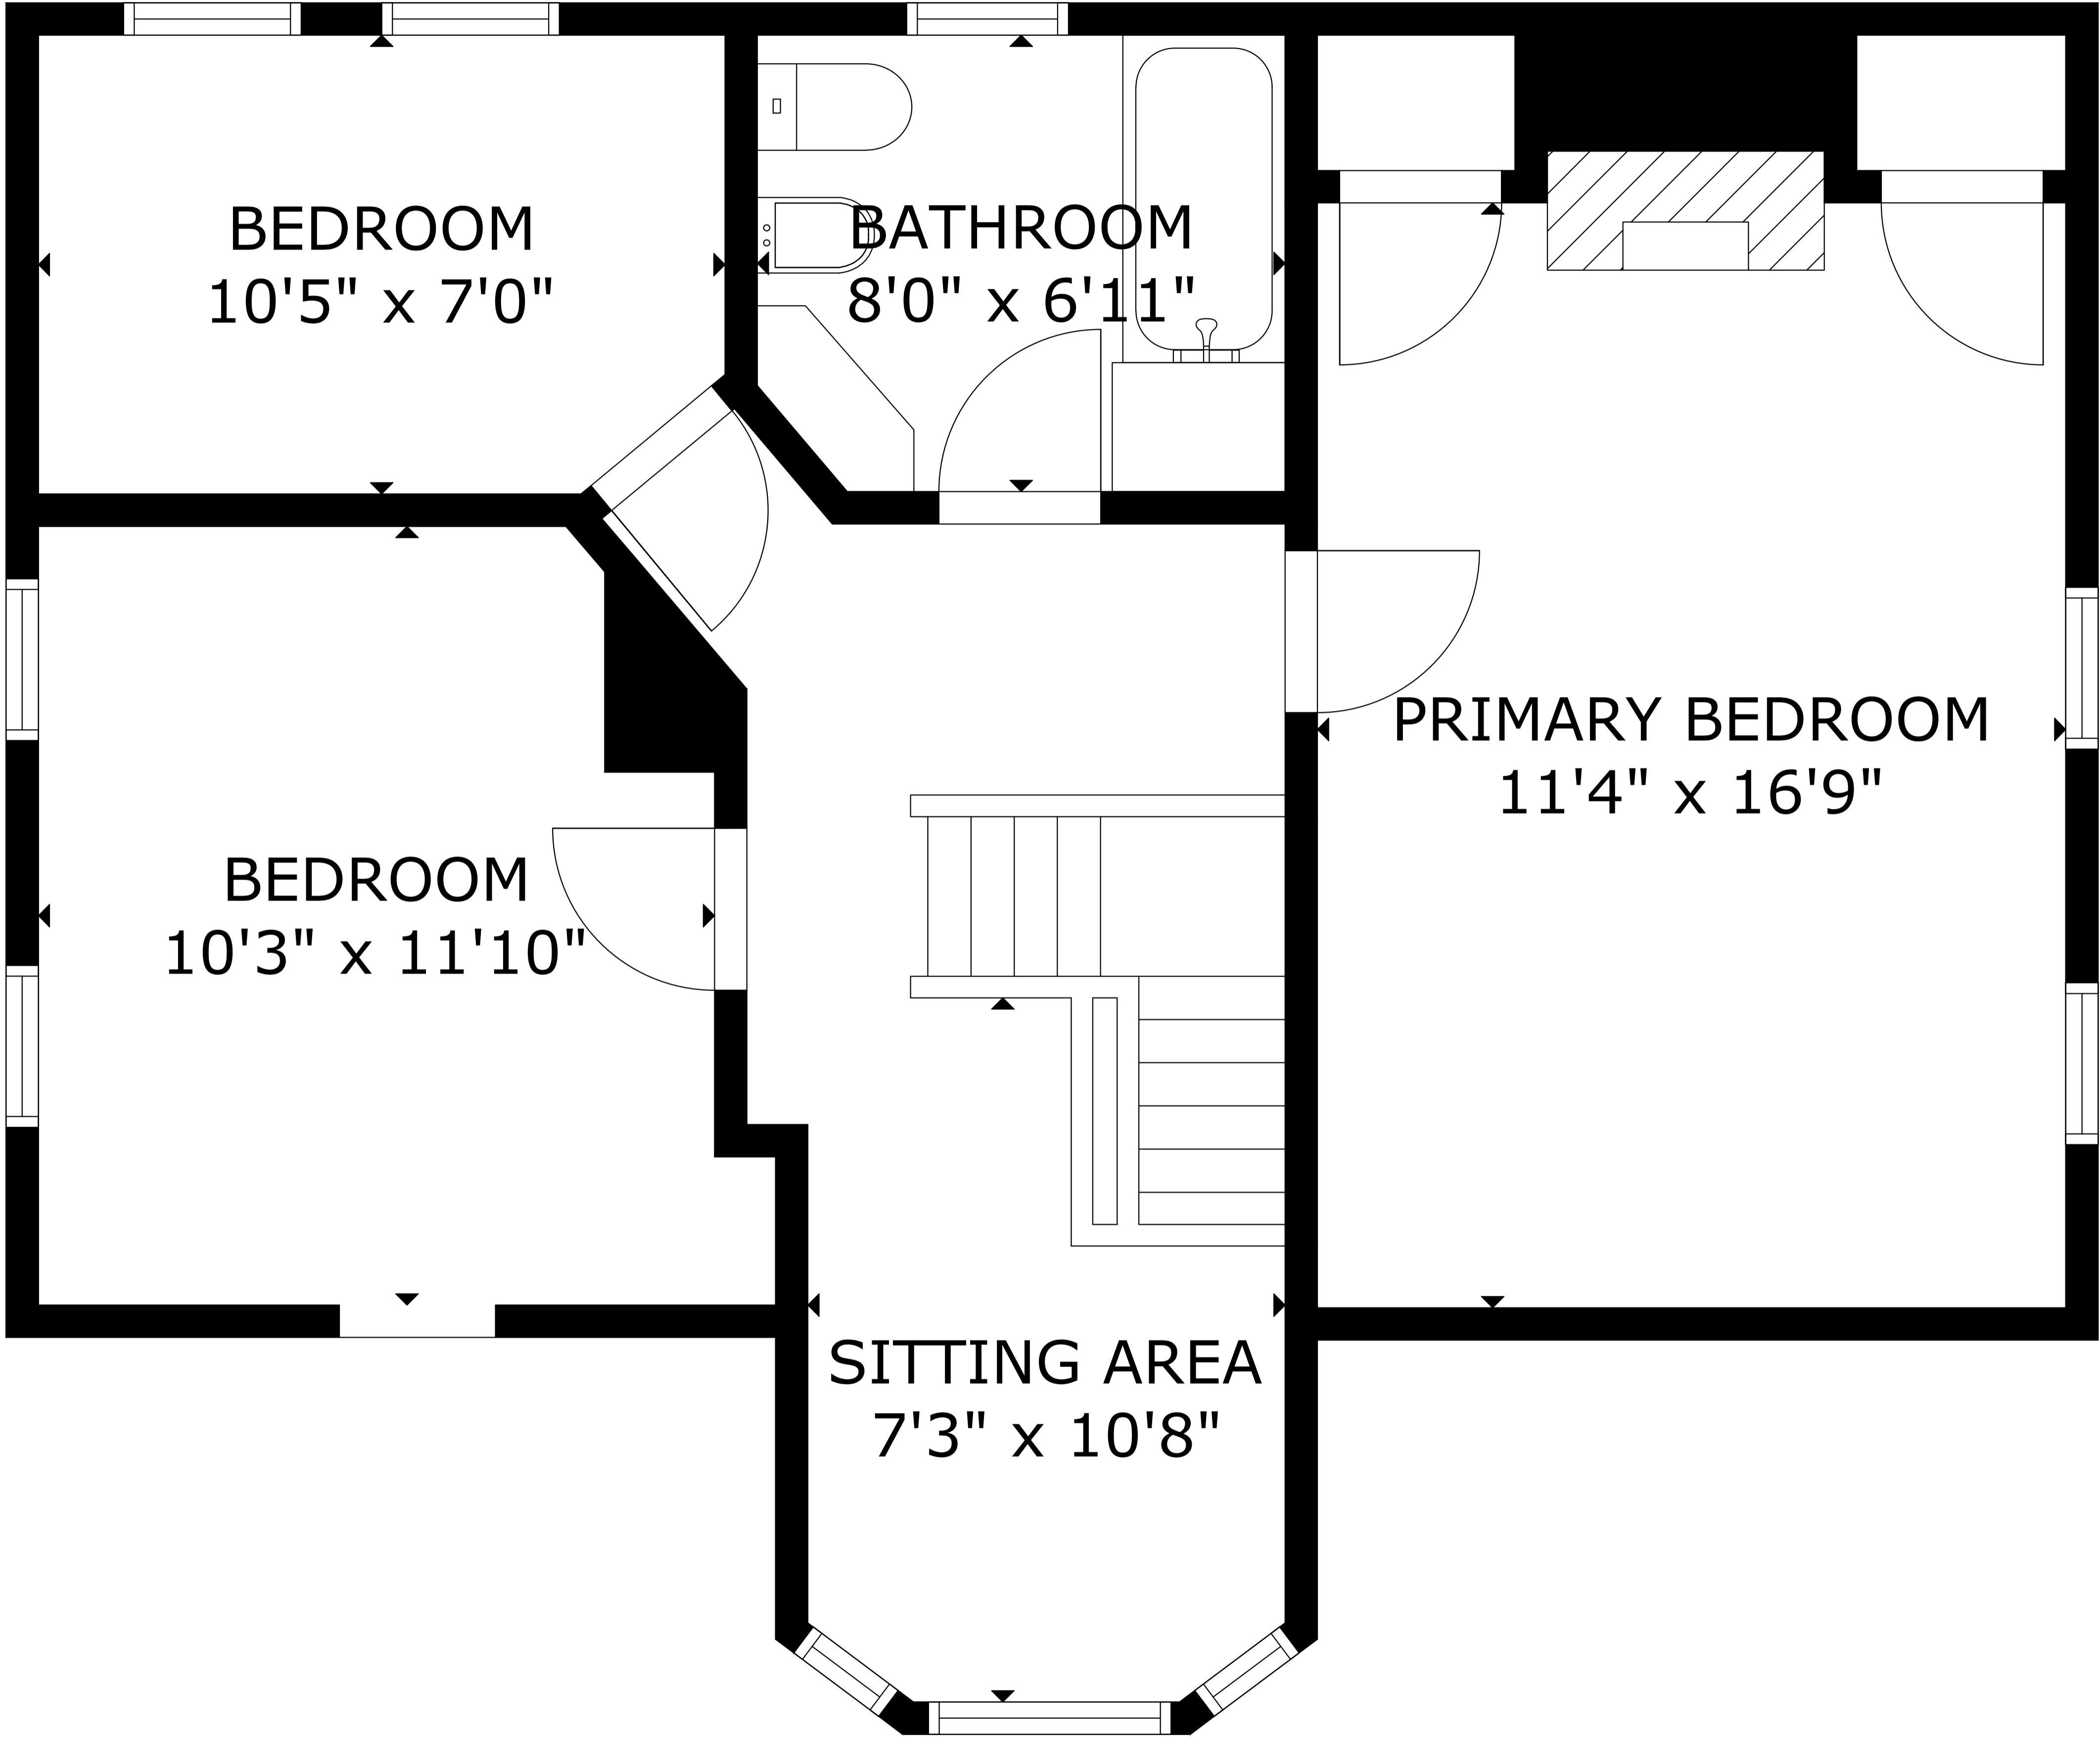 BEDROOM
10'5" x 7'0"
BATHROOM
8'0" x 6'11"
PRIMARY BEDROOM
11'4" x 16'9"
BEDROOM
10'3" x 11'10"
SITTING AREA
7'3" x 10'8"